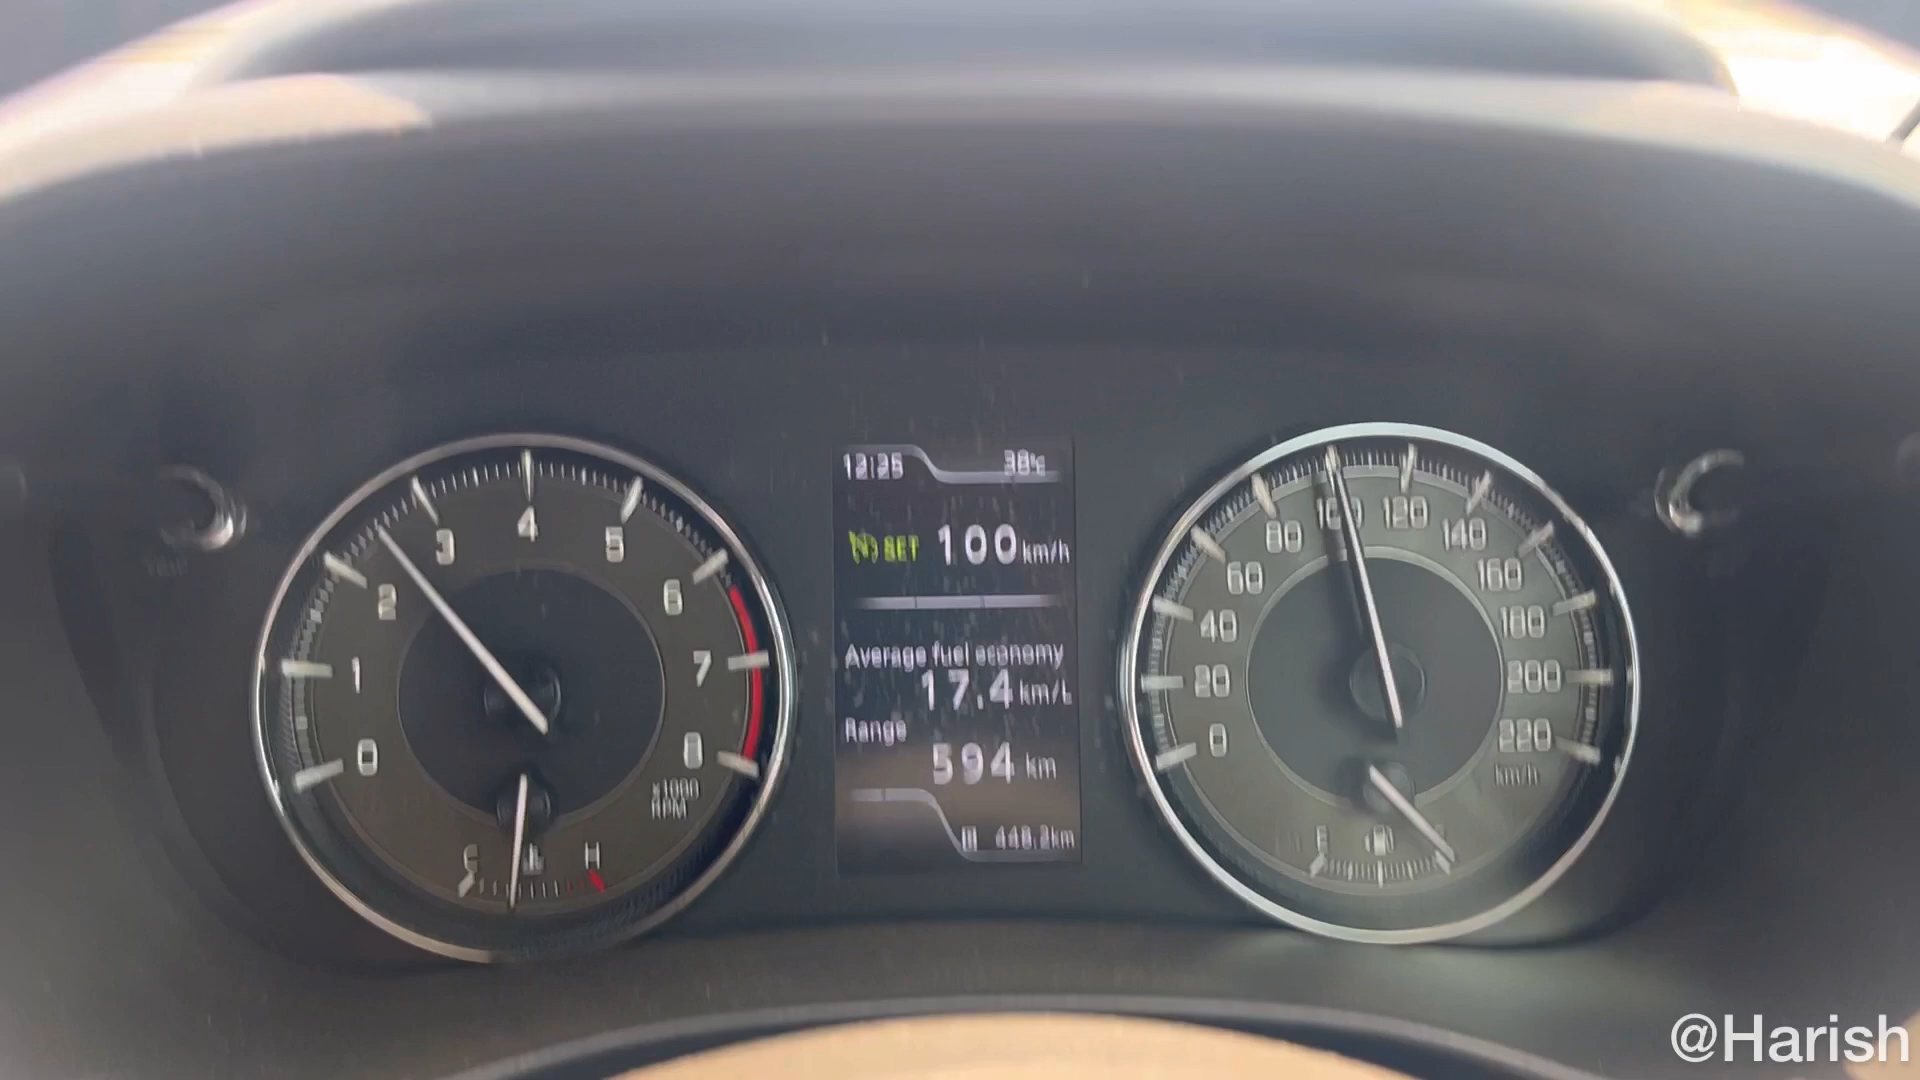 0
1
2
3
4
5
6
7
8
x1000
RPM
C
H
12:25
38°C
SET 100 km/h
Average fuel economy
17.4 km/L
Range
594 km
448.2km
0
20
40
60
80
100
120
140
160
180
200
220
km/h
E
@Harish